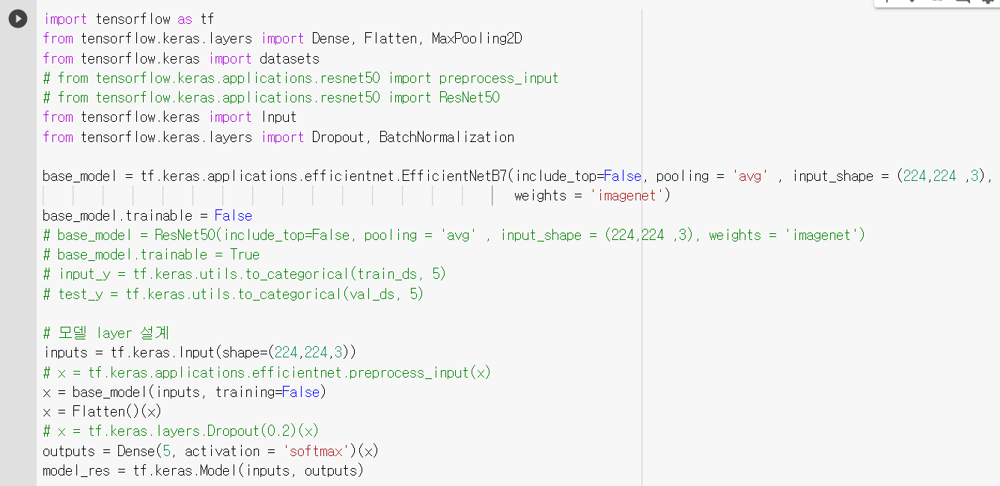 import tensorflow as tf
from tensorflow.keras.layers import Dense, Flatten, MaxPooling2D
from tensorflow.keras import datasets
# from tensorflow.keras.applications.resnet50 import preprocess_input
# from tensorflow.keras.applications.resnet50 import ResNet50
from tensorflow.keras import Input
from tensorflow.keras.layers import Dropout, BatchNormalization
base_model = tf.keras.applications.efficientnet.EfficientNetB7(include_top=False, pooling = 'avg' , input_shape = (224,224 ,3),
weights = 'imagenet')
base_model.trainable = False
# base_model = ResNet50(include_top=False, pooling = 'avg' , input_shape = (224,224 ,3), weights = 'imagenet')
# base_model.trainable = True
# input_y = tf.keras.utils.to_categorical(train_ds, 5)
# test_y = tf.keras.utils.to_categorical(val_ds, 5)
# 모델 layer 설계
inputs = tf.keras.Input(shape=(224,224,3))
# x = tf.keras.applications.efficientnet.preprocess_input(x)
x = base_model(inputs, training=False)
x = Flatten()(x)
# x = tf.keras.layers.Dropout(0.2)(x)
outputs = Dense(5, activation = 'softmax')(x)
model_res = tf.keras.Model(inputs, outputs)